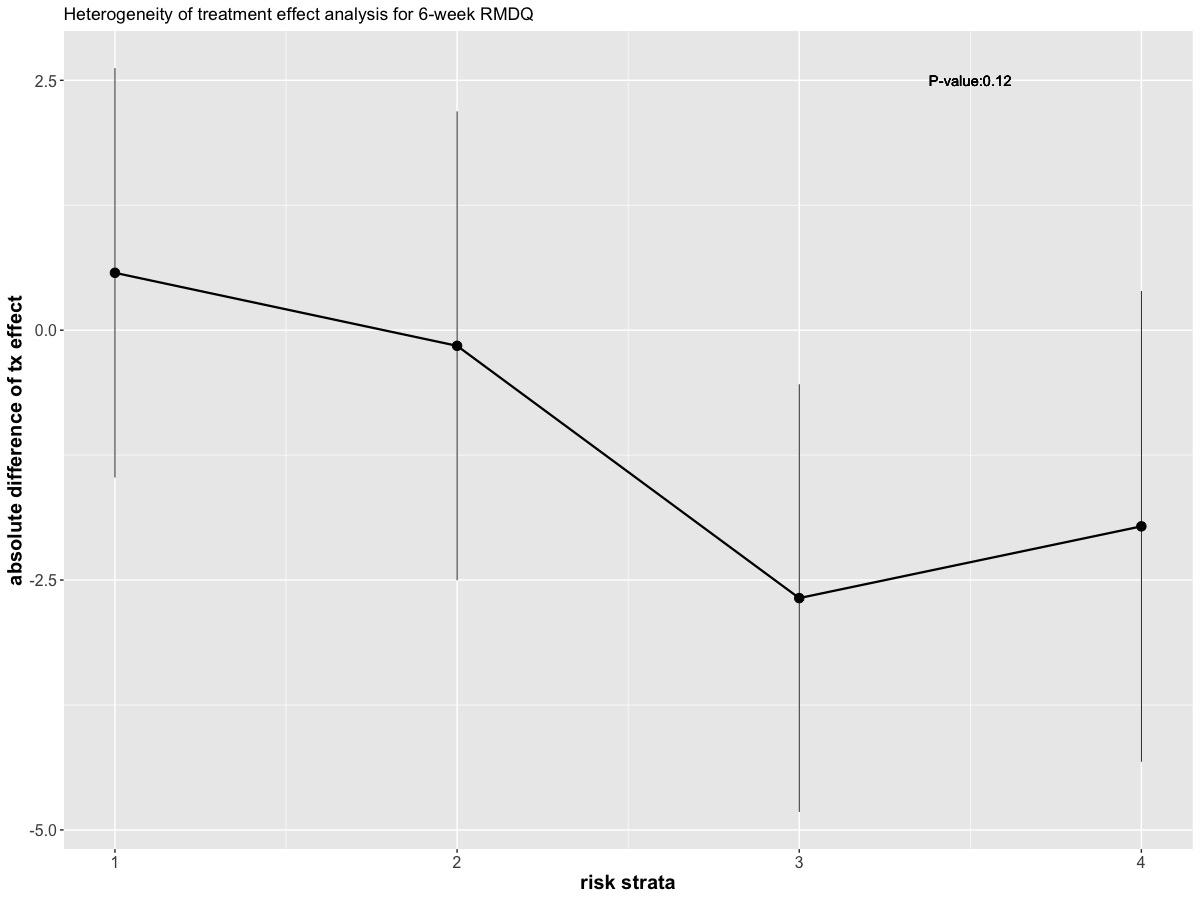 Heterogeneity of treatment effect analysis for 6-week RMDQ
P-value:0.12
absolute difference of tx effect
2.5
0.0
-2.5
-5.0
1 2 3 4
risk strata